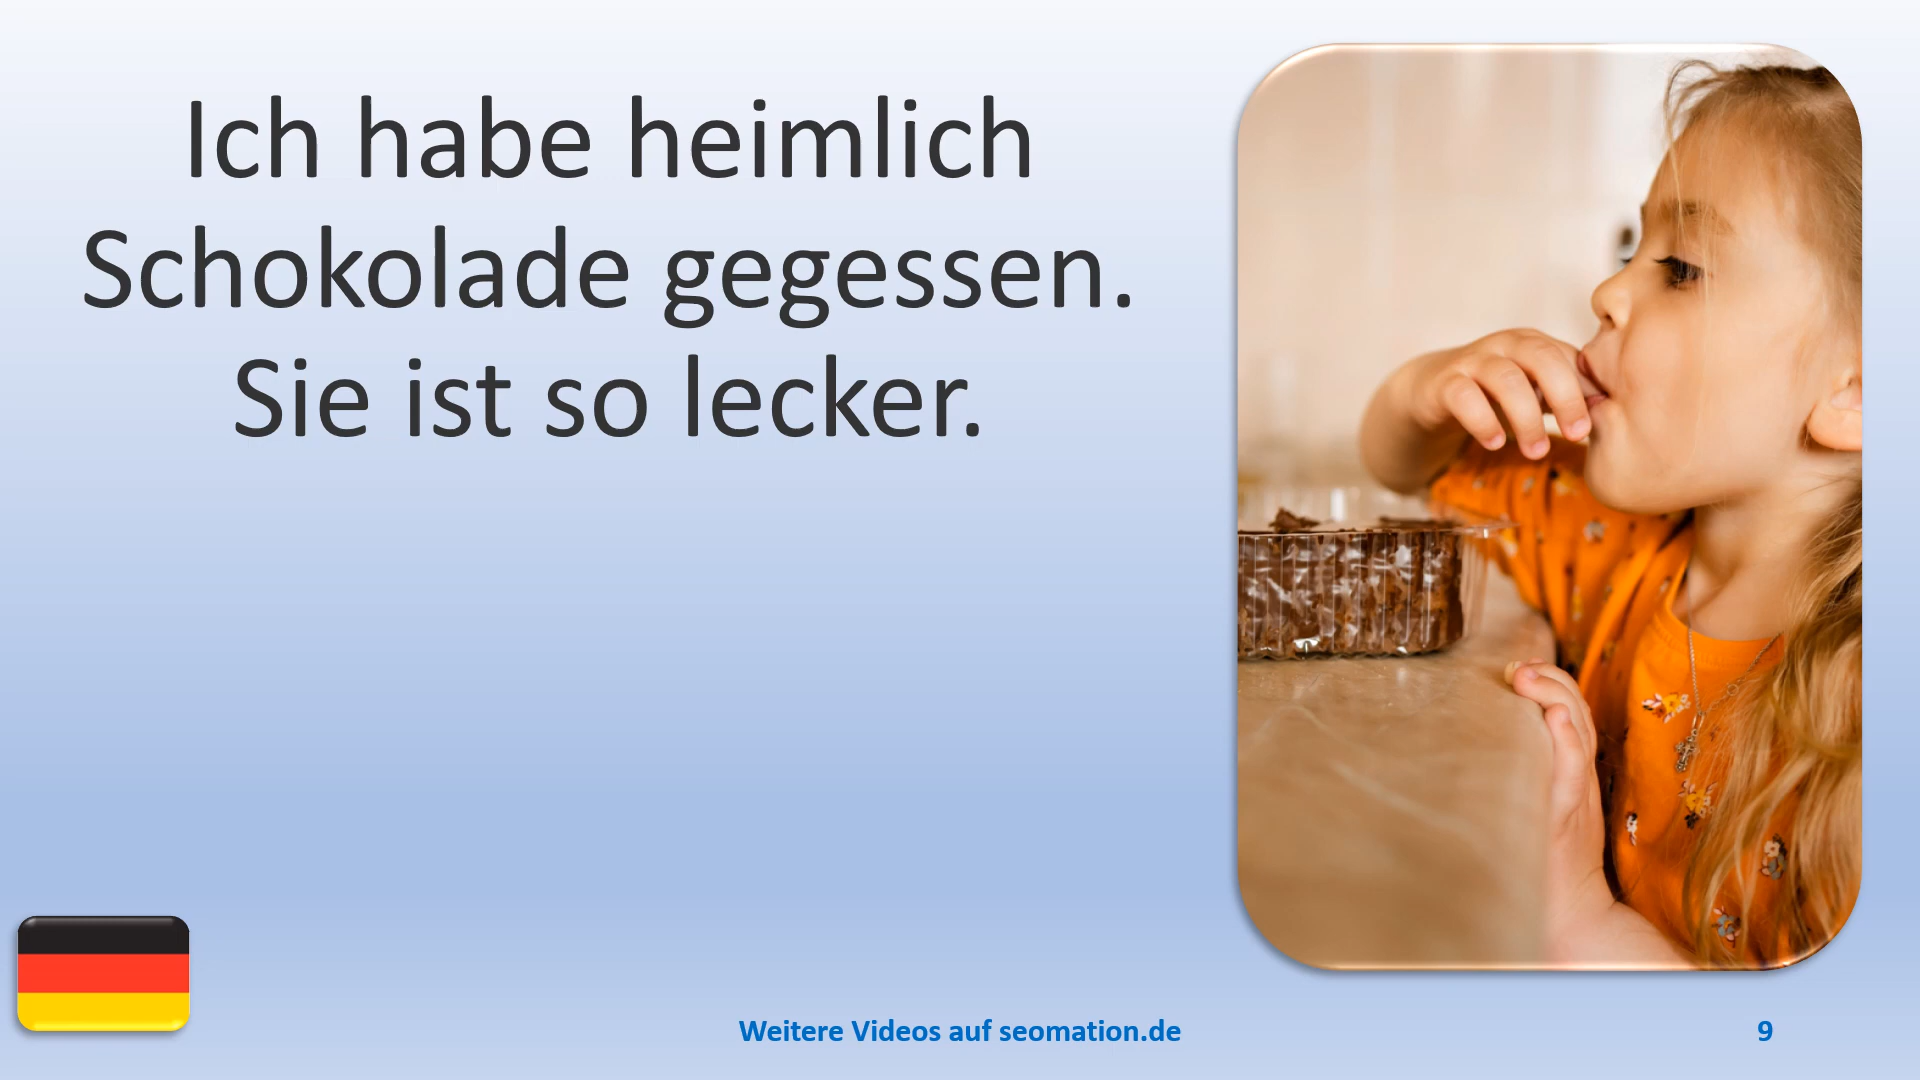 Ich habe heimlich
Schokolade gegessen.
Sie ist so lecker.
Weitere Videos auf seomation.de
9